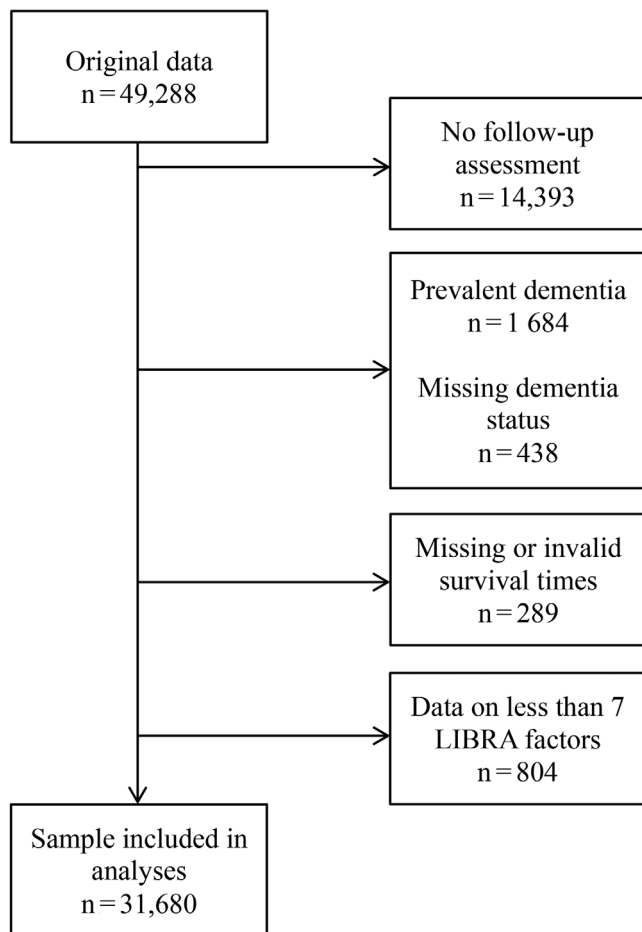 Original data
n = 49,288
No follow-up
assessment
n = 14,393
Prevalent dementia
n = 1 684
Missing dementia
status
n = 438
Missing or invalid
survival times
n = 289
Data on less than 7
LIBRA factors
n = 804
Sample included in
analyses
n = 31,680